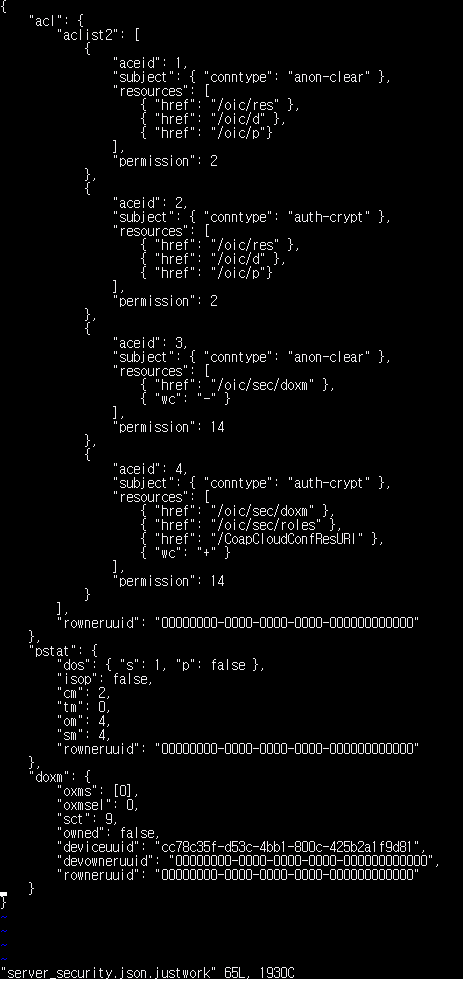 {
    "acl": {
        "aclist2": [
            {
                "aceid": 1,
                "subject": { "conntype": "anon-clear" },
                "resources": [
                    { "href": "/oic/res" },
                    { "href": "/oic/d" },
                    { "href": "/oic/p"}
                ],
                "permission": 2
            },
            {
                "aceid": 2,
                "subject": { "conntype": "auth-crypt" },
                "resources": [
                    { "href": "/oic/res" },
                    { "href": "/oic/d" },
                    { "href": "/oic/p"}
                ],
                "permission": 2
            },
            {
                "aceid": 3,
                "subject": { "conntype": "anon-clear" },
                "resources": [
                    { "href": "/oic/sec/doxm" },
                    { "wc": "-" }
                ],
                "permission": 14
            },
            {
                "aceid": 4,
                "subject": { "conntype": "auth-crypt" },
                "resources": [
                    { "href": "/oic/sec/doxm" },
                    { "href": "/oic/sec/roles" },
                    { "href": "/CoapCloudConfResURI" },
                    { "wc": "+" }
                ],
                "permission": 14
            }
        ],
        "rowneruuid": "00000000-0000-0000-0000-000000000000"
    },
    "pstat": {
        "dos": { "s": 1, "p": false },
        "isop": false,
        "cm": 2,
        "tm": 0,
        "om": 4,
        "sm": 4,
        "rowneruuid": "00000000-0000-0000-0000-000000000000"
    },
    "doxm": {
        "oxms": [0],
        "oxmsel": 0,
        "sct": 9,
        "owned": false,
        "deviceuuid": "cc78c35f-d53c-4bb1-800c-425b2a1f9d81",
        "devowneruuid": "00000000-0000-0000-0000-000000000000",
        "rowneruuid": "00000000-0000-0000-0000-000000000000"
    }
}
~
~
~
~
"server_security.json.justwork" 65L, 1930C